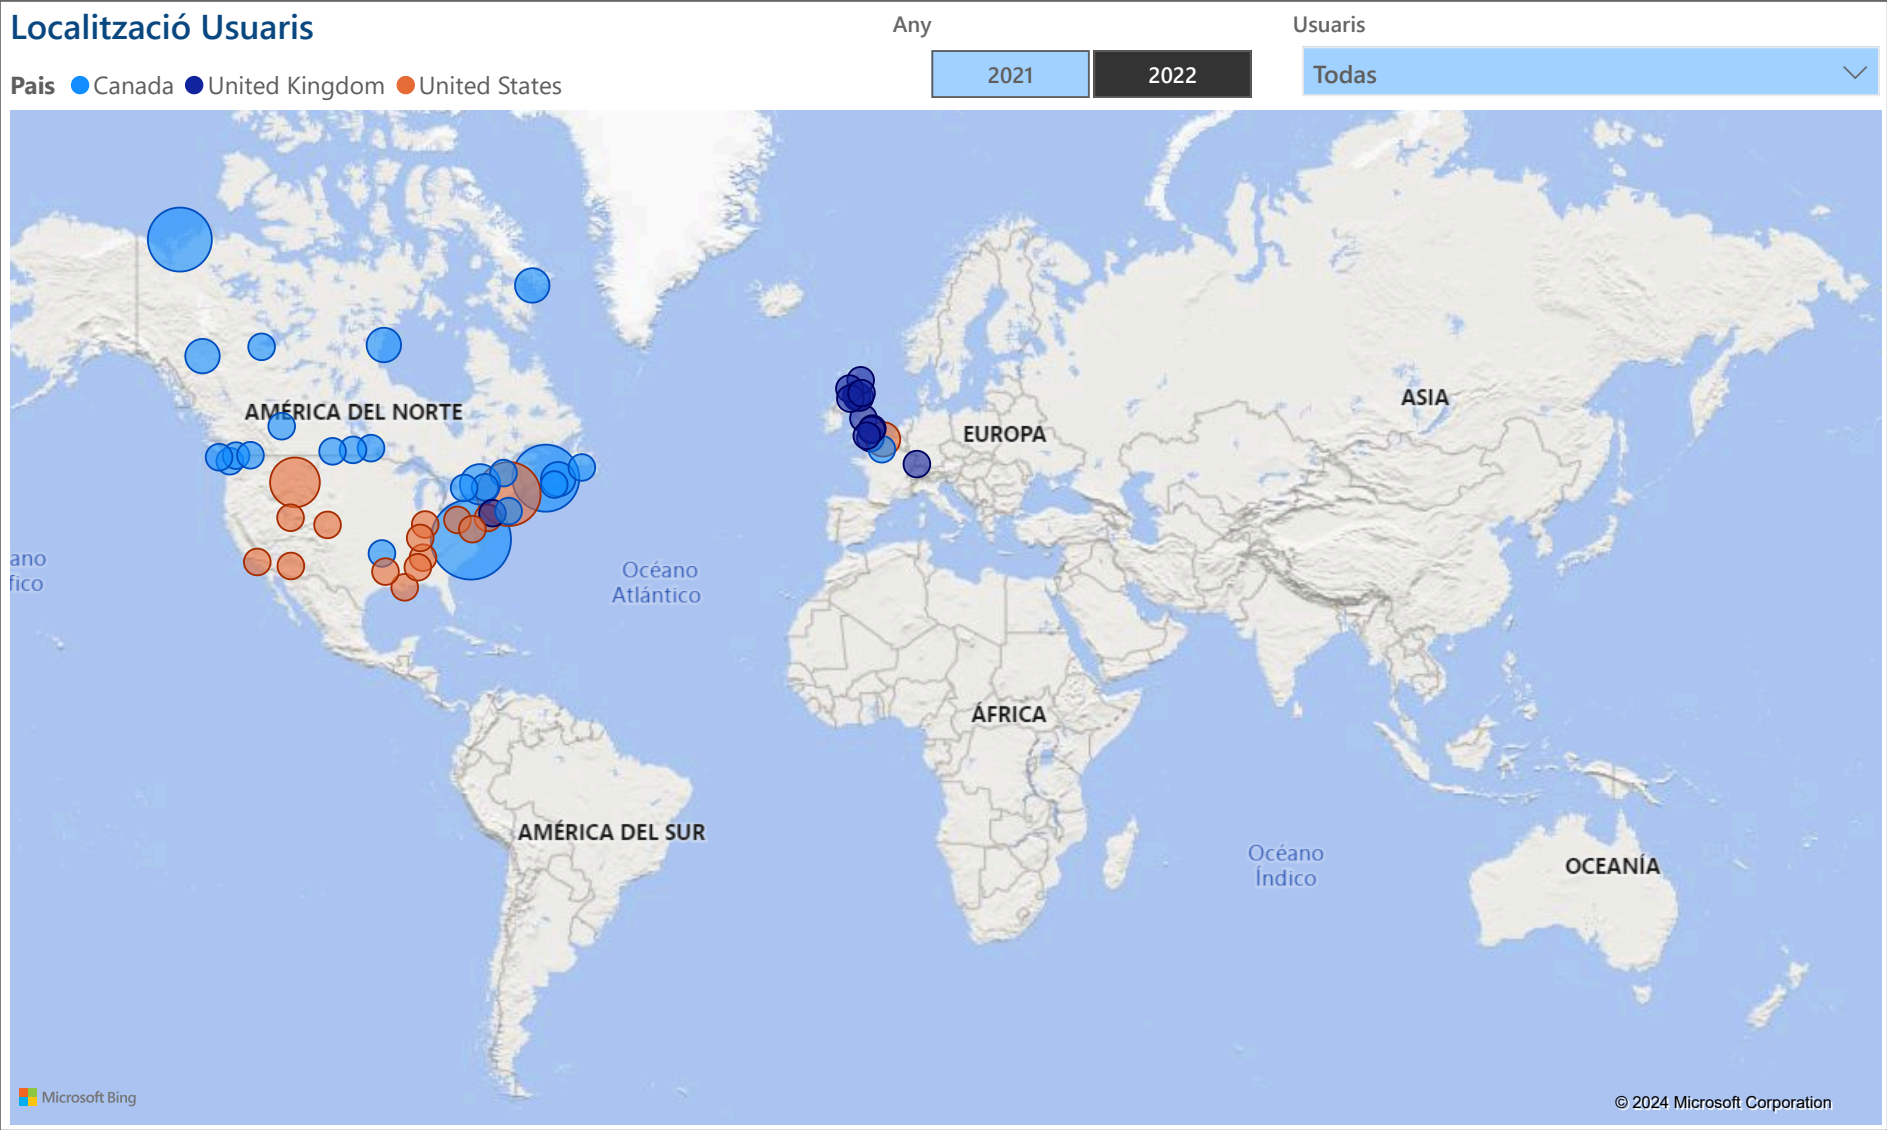 Localització Usuaris
Any
Usuaris
2021
2022
Todas
Pais
Canada
United Kingdom
United States
AMÉRICA DEL NORTE
EUROPA
ASIA
ano
fico
Océano
Atlántico
ÁFRICA
AMÉRICA DEL SUR
Océano
Índico
OCEANÍA
Microsoft Bing
© 2024 Microsoft Corporation